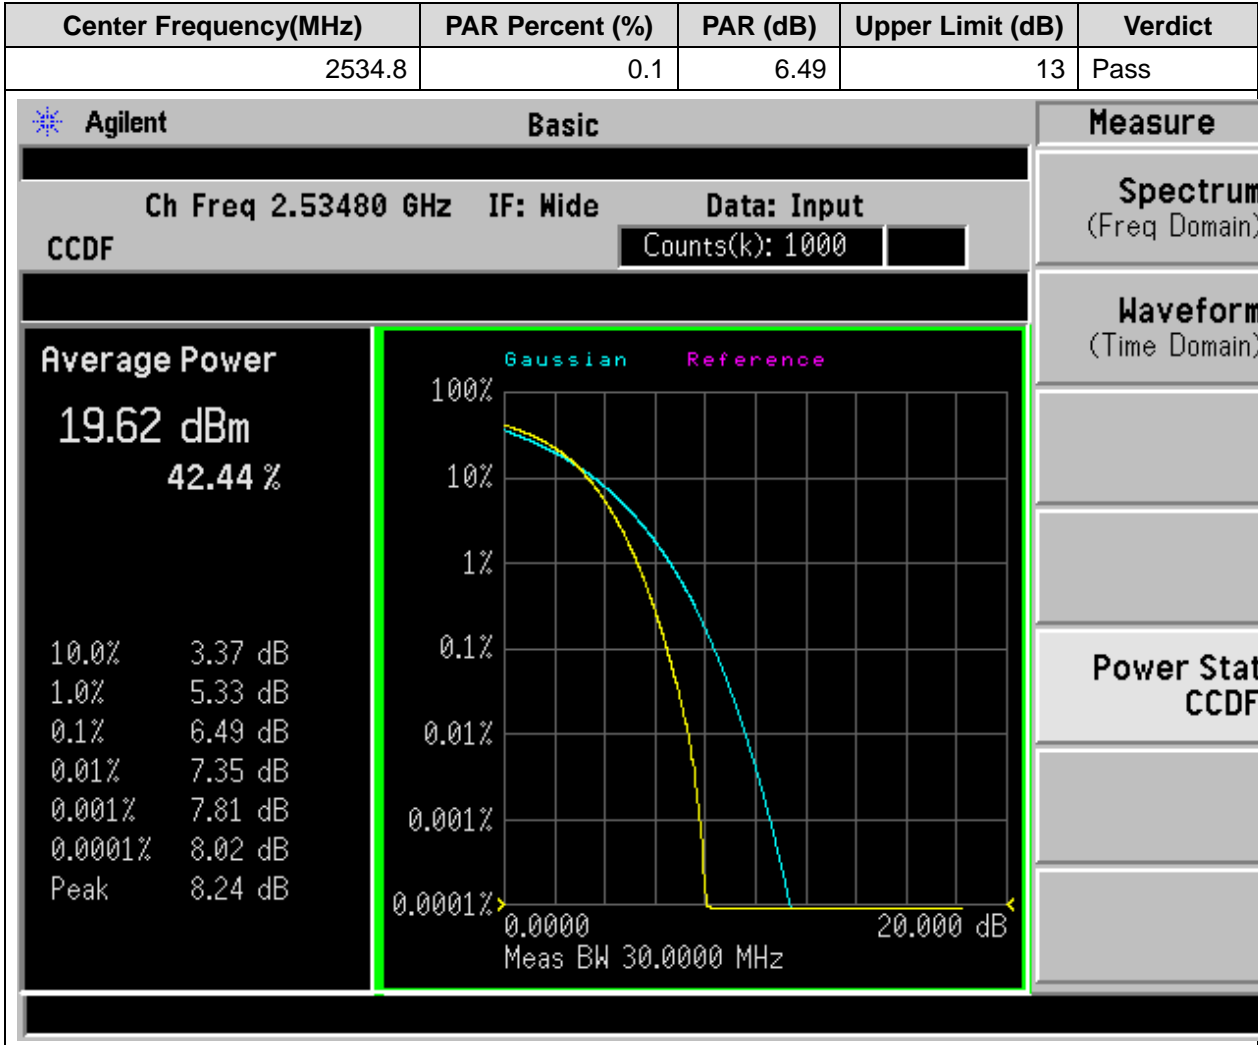 Center Frequency(MHz) PAR Percent (%) PAR (dB) Upper Limit (dB) Verdict
2534.8 0.1 6.49 13 Pass
Agilent Basic Measure
Ch Freq 2.53480 GHz IF: Wide Data: Input
CCDF Counts(k): 1000
Spectrum
(Freq Domain)
Waveform
(Time Domain)
Power Stat
CCDF
Average Power
19.62 dBm
42.44 %
10.0% 3.37 dB
1.0% 5.33 dB
0.1% 6.49 dB
0.01% 7.35 dB
0.001% 7.81 dB
0.0001% 8.02 dB
Peak 8.24 dB
Gaussian Reference
100%
10%
1%
0.1%
0.01%
0.001%
0.0001%
0.0000 20.000 dB
Meas BW 30.0000 MHz